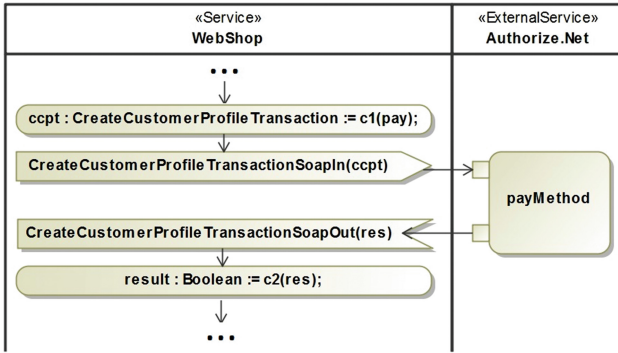 «Service»
WebShop
«ExternalService»
Authorize.Net
...
ccpt : CreateCustomerProfileTransaction := c1(pay);
CreateCustomerProfileTransactionSoapIn(ccpt)
payMethod
CreateCustomerProfileTransactionSoapOut(res)
result : Boolean := c2(res);
...